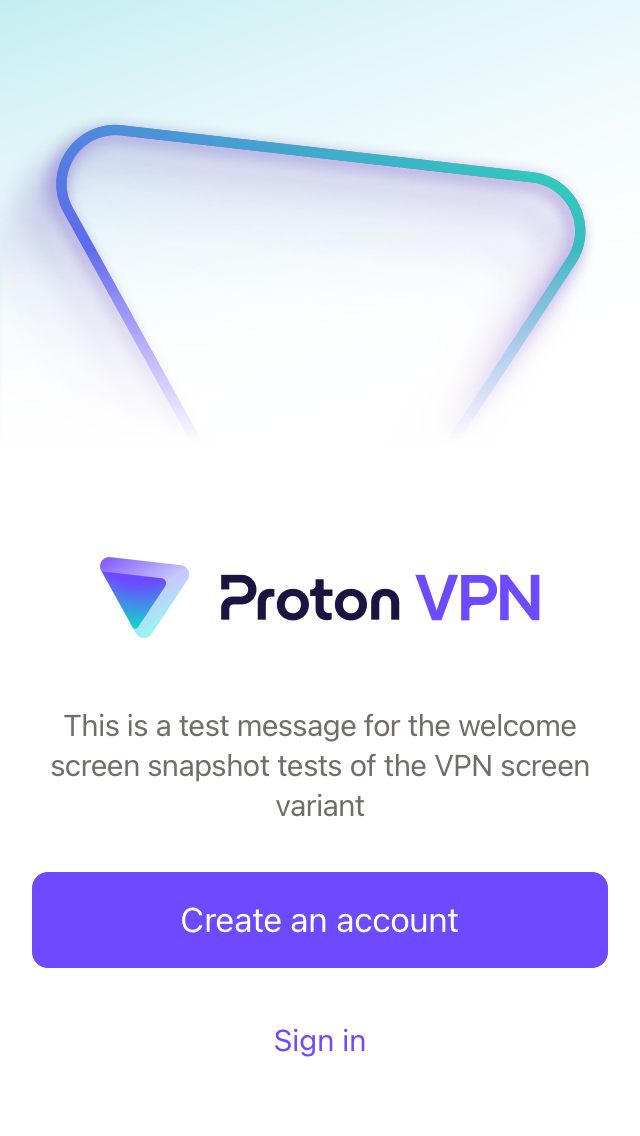 Proton VPN
This is a test message for the welcome
screen snapshot tests of the VPN screen
variant
Create an account
Sign in